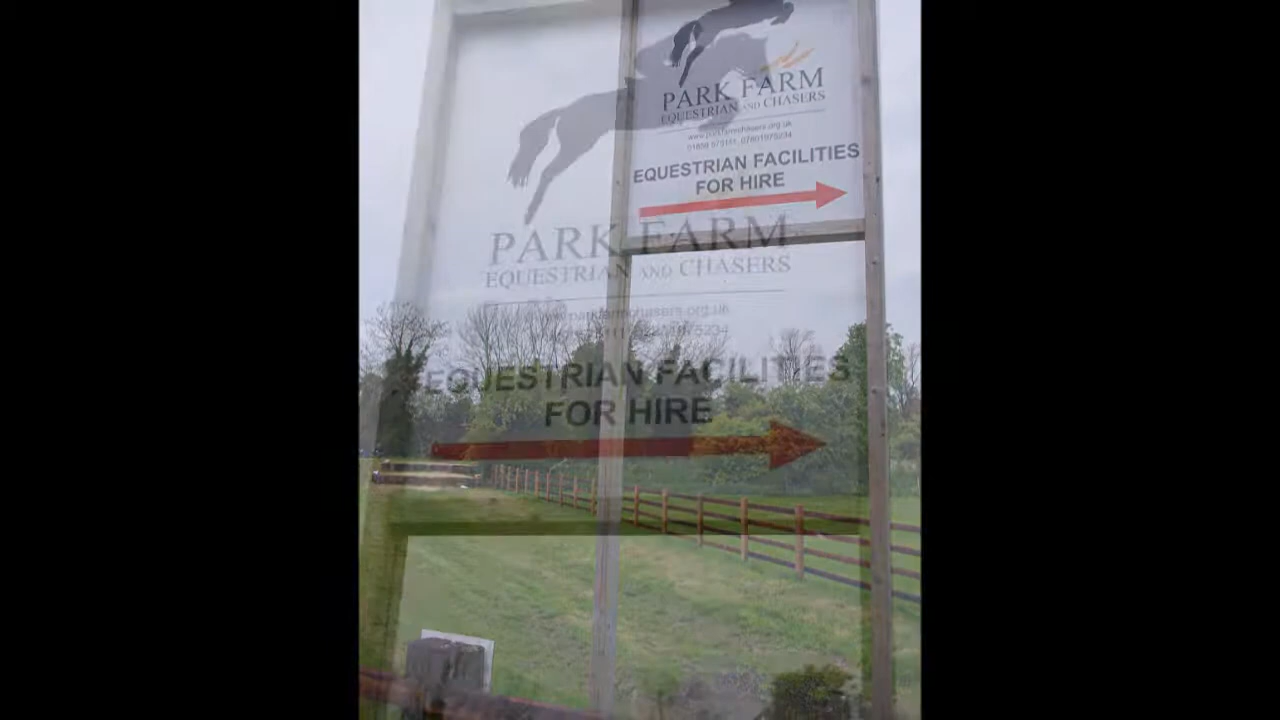 PARK FARM
EQUESTRIAN AND CHASERS
www.parkfarmchasers.org.uk
EQUESTRIAN FACILITIES
FOR HIRE
PARK FARM
EQUESTRIAN AND CHASERS
www.parkfarmchasers.org.uk
EQUESTRIAN FACILITIES
FOR HIRE